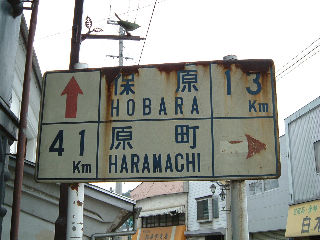 保原 13
HOBARA Km
41 原町
Km HARAMACHI